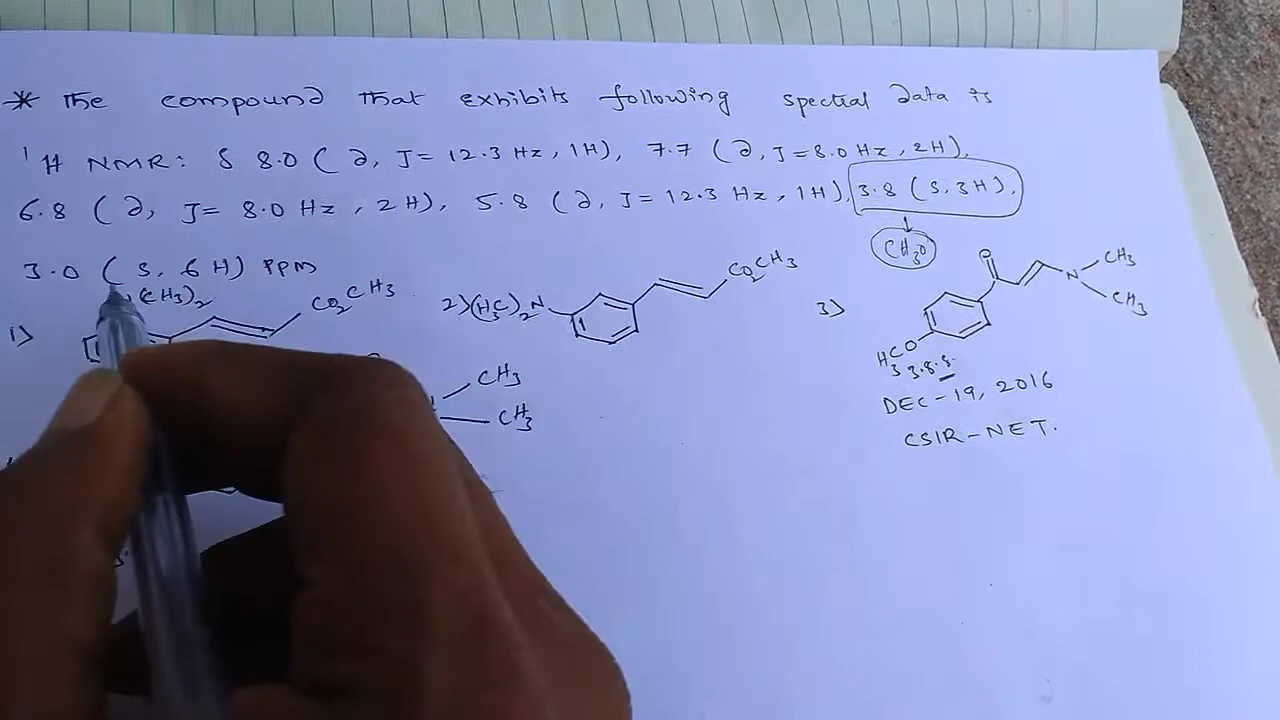 * The compound that exhibits following spectral data is
¹H NMR: δ 8.0 (d, J = 12.3 Hz, 1H), 7.7 (d, J = 8.0 Hz, 2H),
6.8 (d, J = 8.0 Hz, 2H), 5.8 (d, J = 12.3 Hz, 1H), 3.8 (s, 3H),
CH₃O
3.0 (s, 6H) PPM
1) (CH₃)₂ CO₂CH₃
2) (H₃C)₂N CO₂CH₃
3) O N CH₃ CH₃
H₃CO
3.8.s
CH₃
CH₃
DEC-19, 2016
CSIR-NET.